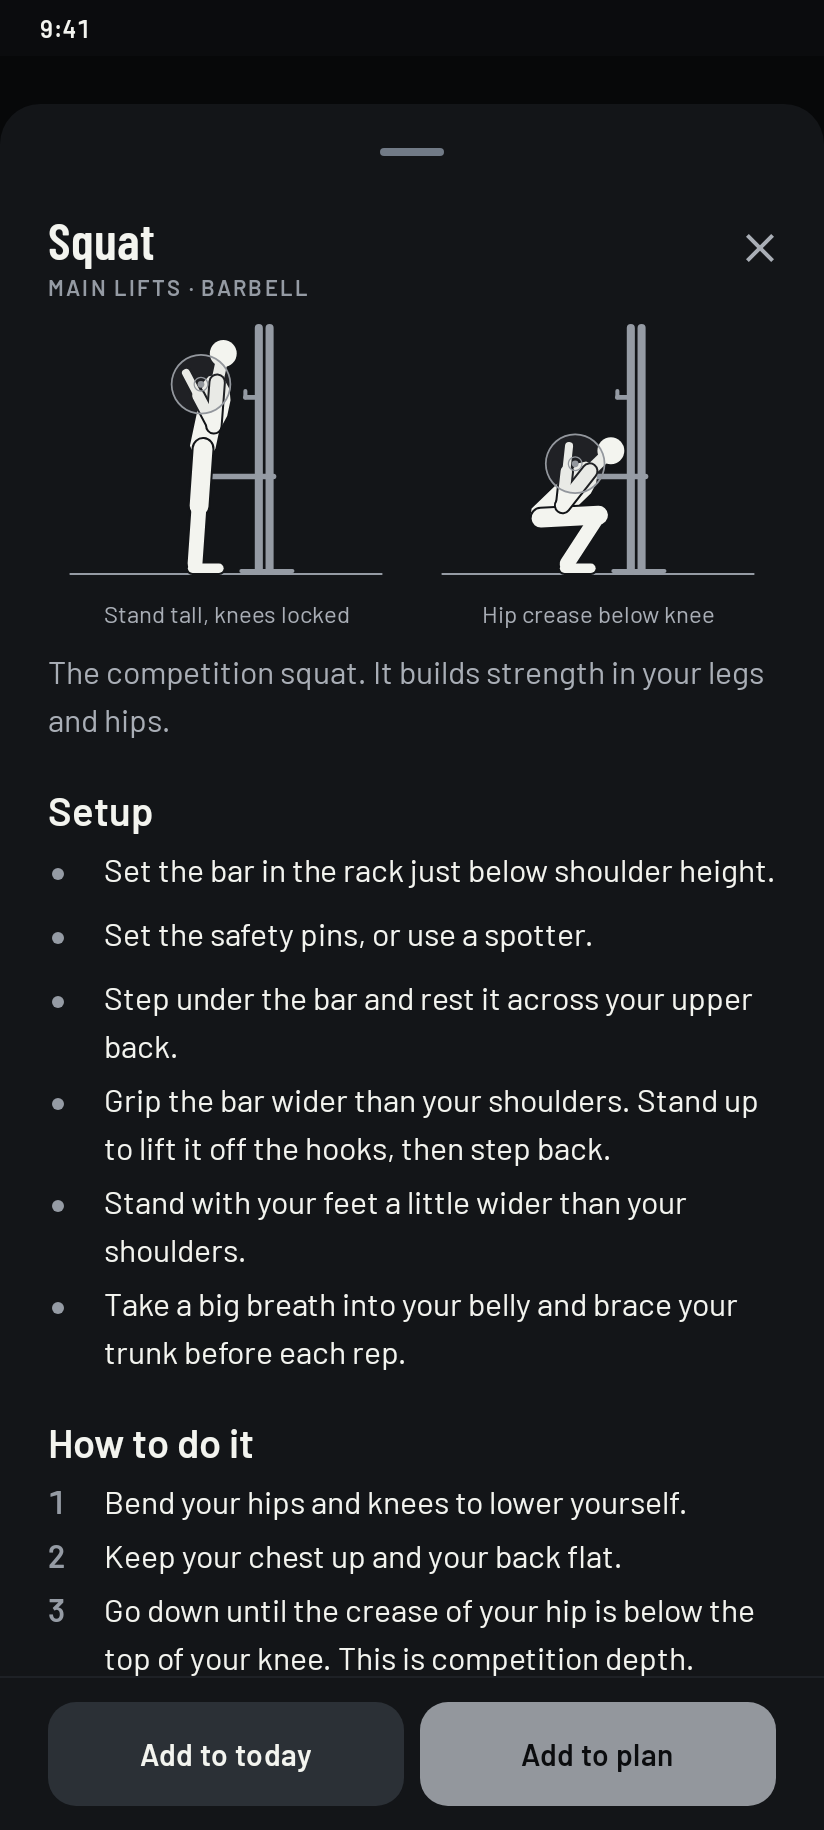 9:41
Squat
MAIN LIFTS · BARBELL
Stand tall, knees locked
Hip crease below knee
The competition squat. It builds strength in your legs
and hips.
Setup
Set the bar in the rack just below shoulder height.
Set the safety pins, or use a spotter.
Step under the bar and rest it across your upper
back.
Grip the bar wider than your shoulders. Stand up
to lift it off the hooks, then step back.
Stand with your feet a little wider than your
shoulders.
Take a big breath into your belly and brace your
trunk before each rep.
How to do it
1 Bend your hips and knees to lower yourself.
2 Keep your chest up and your back flat.
3 Go down until the crease of your hip is below the
top of your knee. This is competition depth.
Add to today
Add to plan